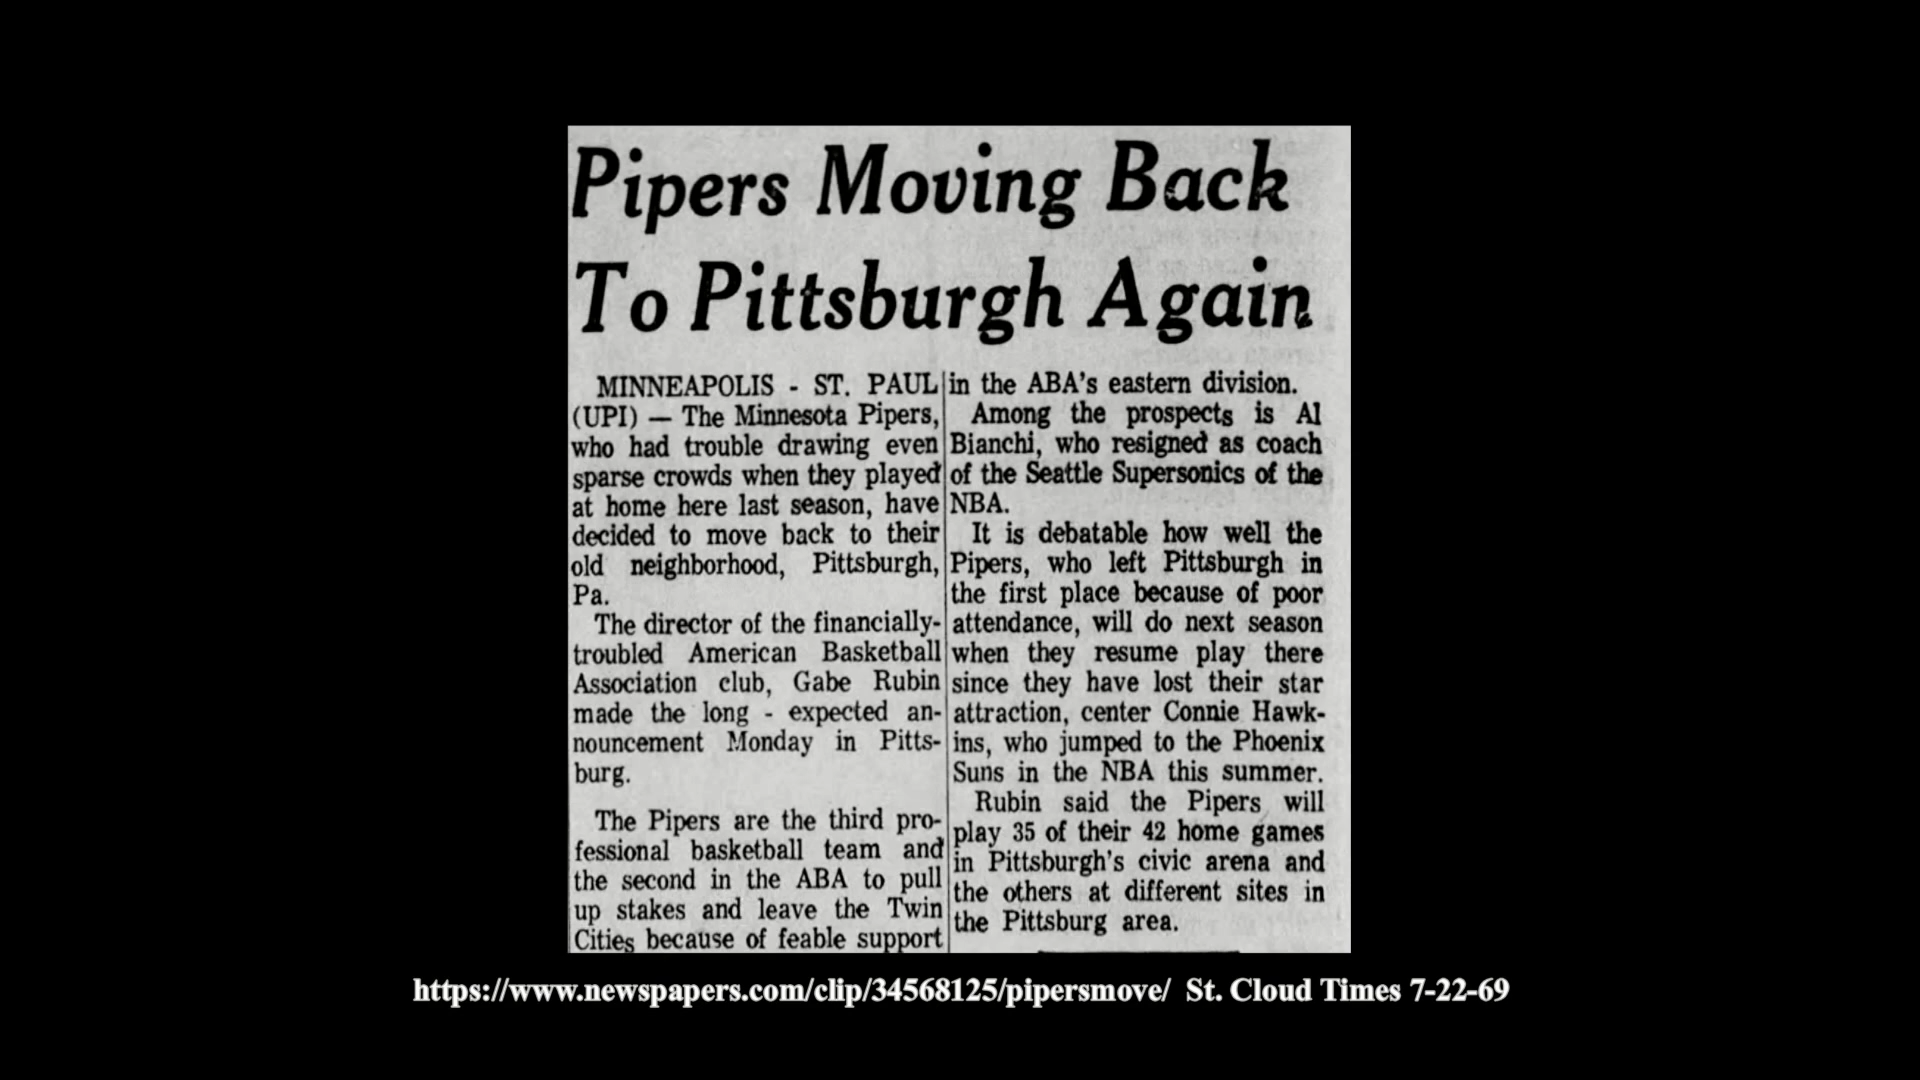 Pipers Moving Back
To Pittsburgh Again
MINNEAPOLIS - ST. PAUL
(UPI) — The Minnesota Pipers,
who had trouble drawing even
sparse crowds when they played
at home here last season, have
decided to move back to their
old neighborhood, Pittsburgh,
Pa.
The director of the financially-
troubled American Basketball
Association club, Gabe Rubin
made the long - expected an-
nouncement Monday in Pitts-
burg.
The Pipers are the third pro-
fessional basketball team and
the second in the ABA to pull
up stakes and leave the Twin
Cities because of feable support
in the ABA's eastern division.
Among the prospects is Al
Bianchi, who resigned as coach
of the Seattle Supersonics of the
NBA.
It is debatable how well the
Pipers, who left Pittsburgh in
the first place because of poor
attendance, will do next season
when they resume play there
since they have lost their star
attraction, center Connie Hawk-
ins, who jumped to the Phoenix
Suns in the NBA this summer.
Rubin said the Pipers will
play 35 of their 42 home games
in Pittsburgh's civic arena and
the others at different sites in
the Pittsburg area.
https://www.newspapers.com/clip/34568125/pipersmove/ St. Cloud Times 7-22-69